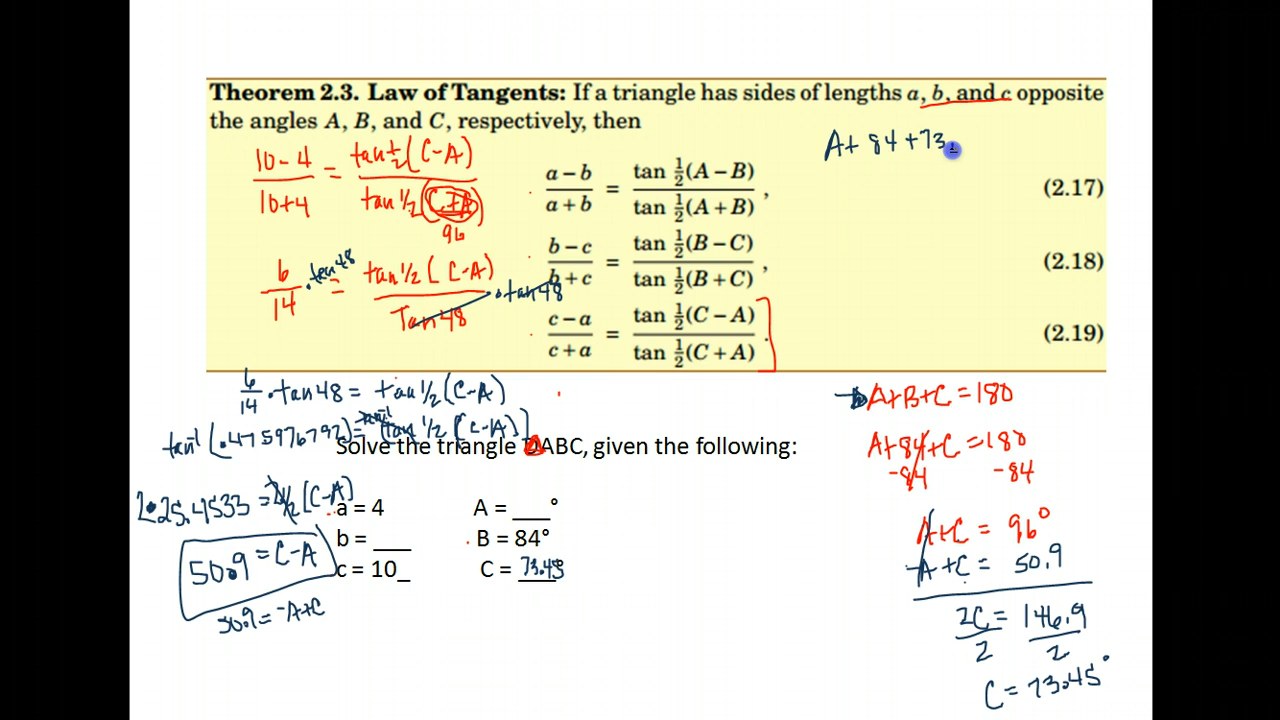 Theorem 2.3. Law of Tangents: If a triangle has sides of lengths a, b, and c opposite
the angles A, B, and C, respectively, then
A + 84 + 73.
10-4 / 10+4 = tan ½ (C-A) / tan 1/2 (C+A)
96
a − b / a + b = tan ½(A − B) / tan ½(A + B) , (2.17)
6/14 · tan 48 = tan 1/2 (C-A) / Tan 48 · tan 48
b − c / b + c = tan ½(B − C) / tan ½(B + C) , (2.18)
c − a / c + a = tan ½(C − A) / tan ½(C + A) . (2.19)
6/14 · tan 48 = tan 1/2 (C-A)
tan⁻¹ (.475976792) = tan⁻¹ (tan 1/2 (C-A))
Solve the triangle ABC, given the following:
2 · 25.4533 = 2·1/2 (C-A)
50.9 = C-A
50.9 = -A+C
a = 4 A = ___°
b = ___ B = 84°
c = 10_ C = 73.45
A+B+C = 180
A+84+C = 180
-84 -84
A+C = 96°
-A+C = 50.9
2C = 146.9
2 2
C = 73.45°